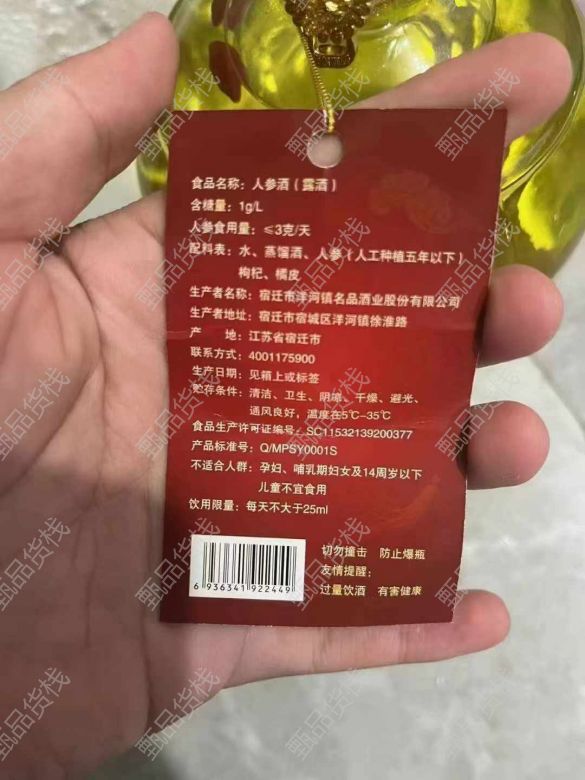 食品名称：人参酒（露酒）
含糖量：1g/L
人参食用量：≤3克/天
配料表：水、蒸馏酒、人参（人工种植五年以下）
枸杞、橘皮
生产者名称：宿迁市洋河镇名品酒业股份有限公司
生产者地址：宿迁市宿城区洋河镇徐淮路
产　　地：江苏省宿迁市
联系方式：4001175900
生产日期：见箱上或标签
贮存条件：清洁、卫生、阴凉、干燥、避光、
通风良好，温度在5℃-35℃
食品生产许可证编号：SC11532139200377
产品标准号：Q/MPSY0001S
不适合人群：孕妇、哺乳期妇女及14周岁以下
儿童不宜食用
饮用限量：每天不大于25ml
切勿撞击　防止爆瓶
友情提醒：
过量饮酒　有害健康
6 936341 922449
甄品货栈